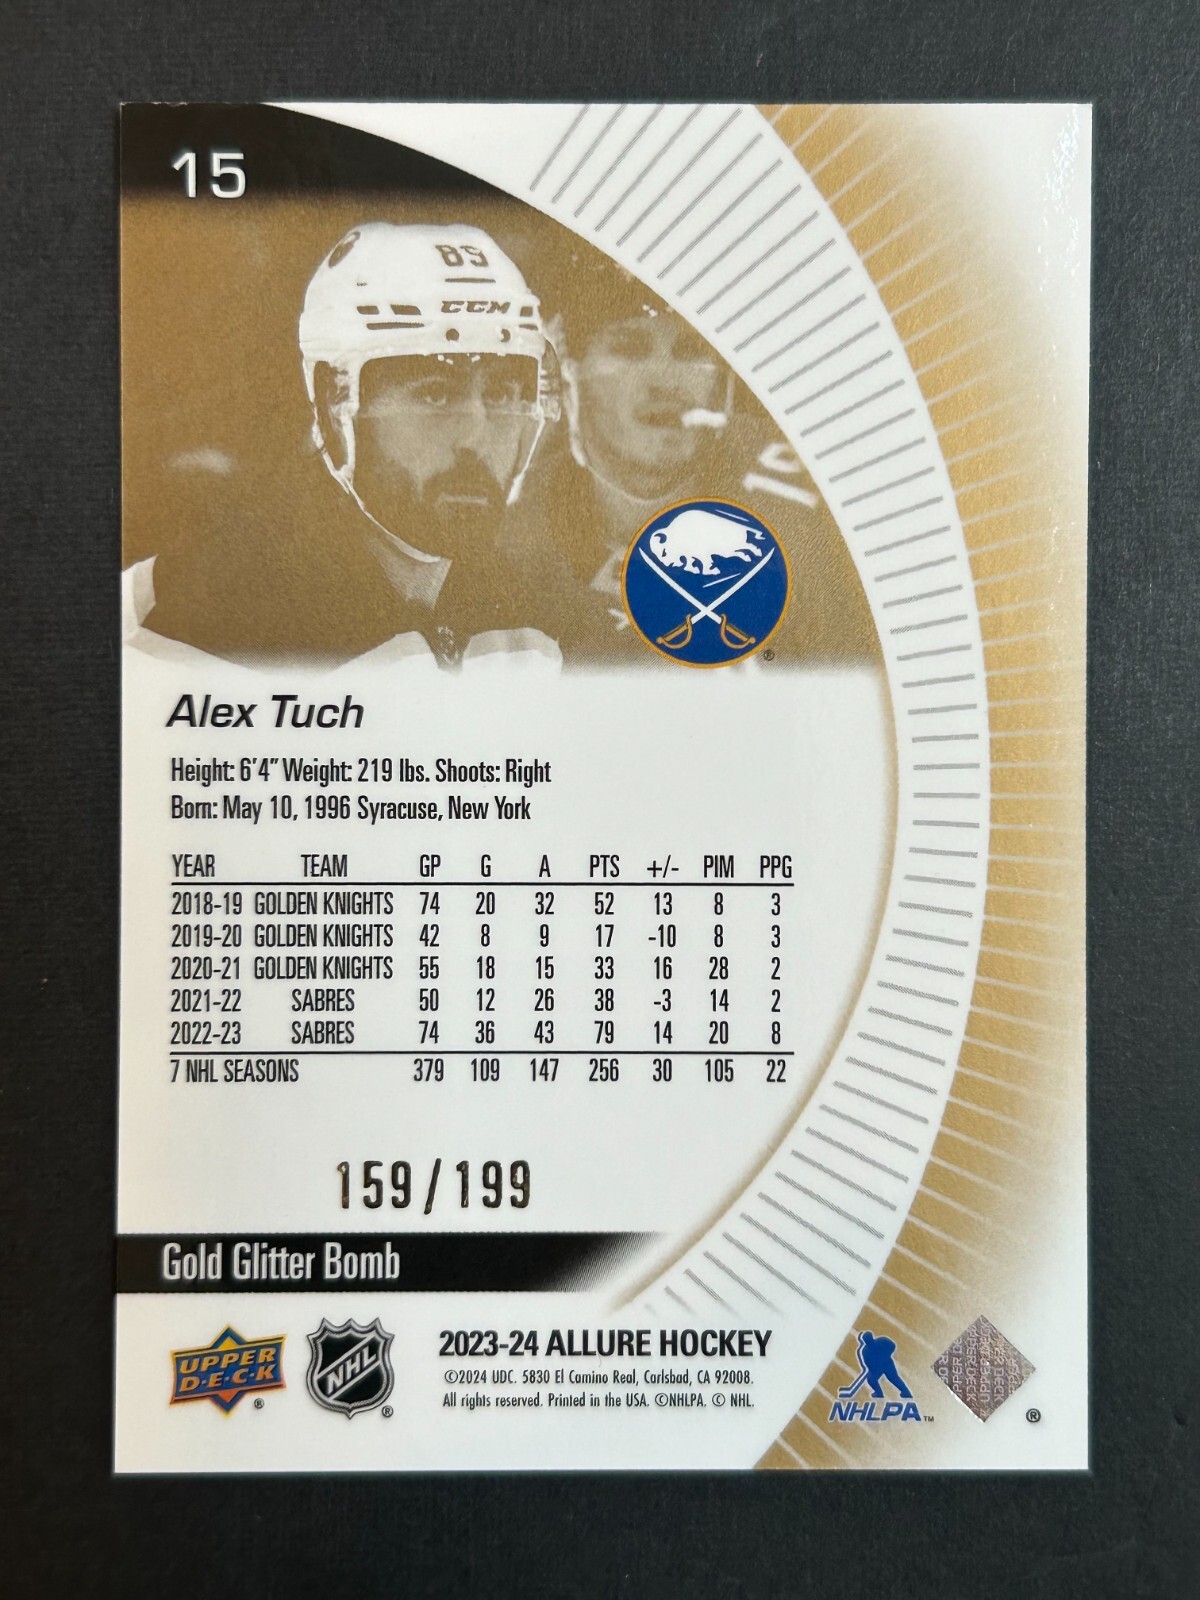 15
89
CCM
Alex Tuch
Height: 6'4" Weight: 219 lbs. Shoots: Right
Born: May 10, 1996 Syracuse, New York
YEAR TEAM GP G A PTS +/- PIM PPG
2018-19 GOLDEN KNIGHTS 74 20 32 52 13 8 3
2019-20 GOLDEN KNIGHTS 42 8 9 17 -10 8 3
2020-21 GOLDEN KNIGHTS 55 18 15 33 16 28 2
2021-22 SABRES 50 12 26 38 -3 14 2
2022-23 SABRES 74 36 43 79 14 20 8
7 NHL SEASONS 379 109 147 256 30 105 22
159/199
Gold Glitter Bomb
UPPER D·E·C·K ®
NHL ®
2023-24 ALLURE HOCKEY
©2024 UDC. 5830 El Camino Real, Carlsbad, CA 92008.
All rights reserved. Printed in the USA. ©NHLPA. © NHL.
NHLPA™
®